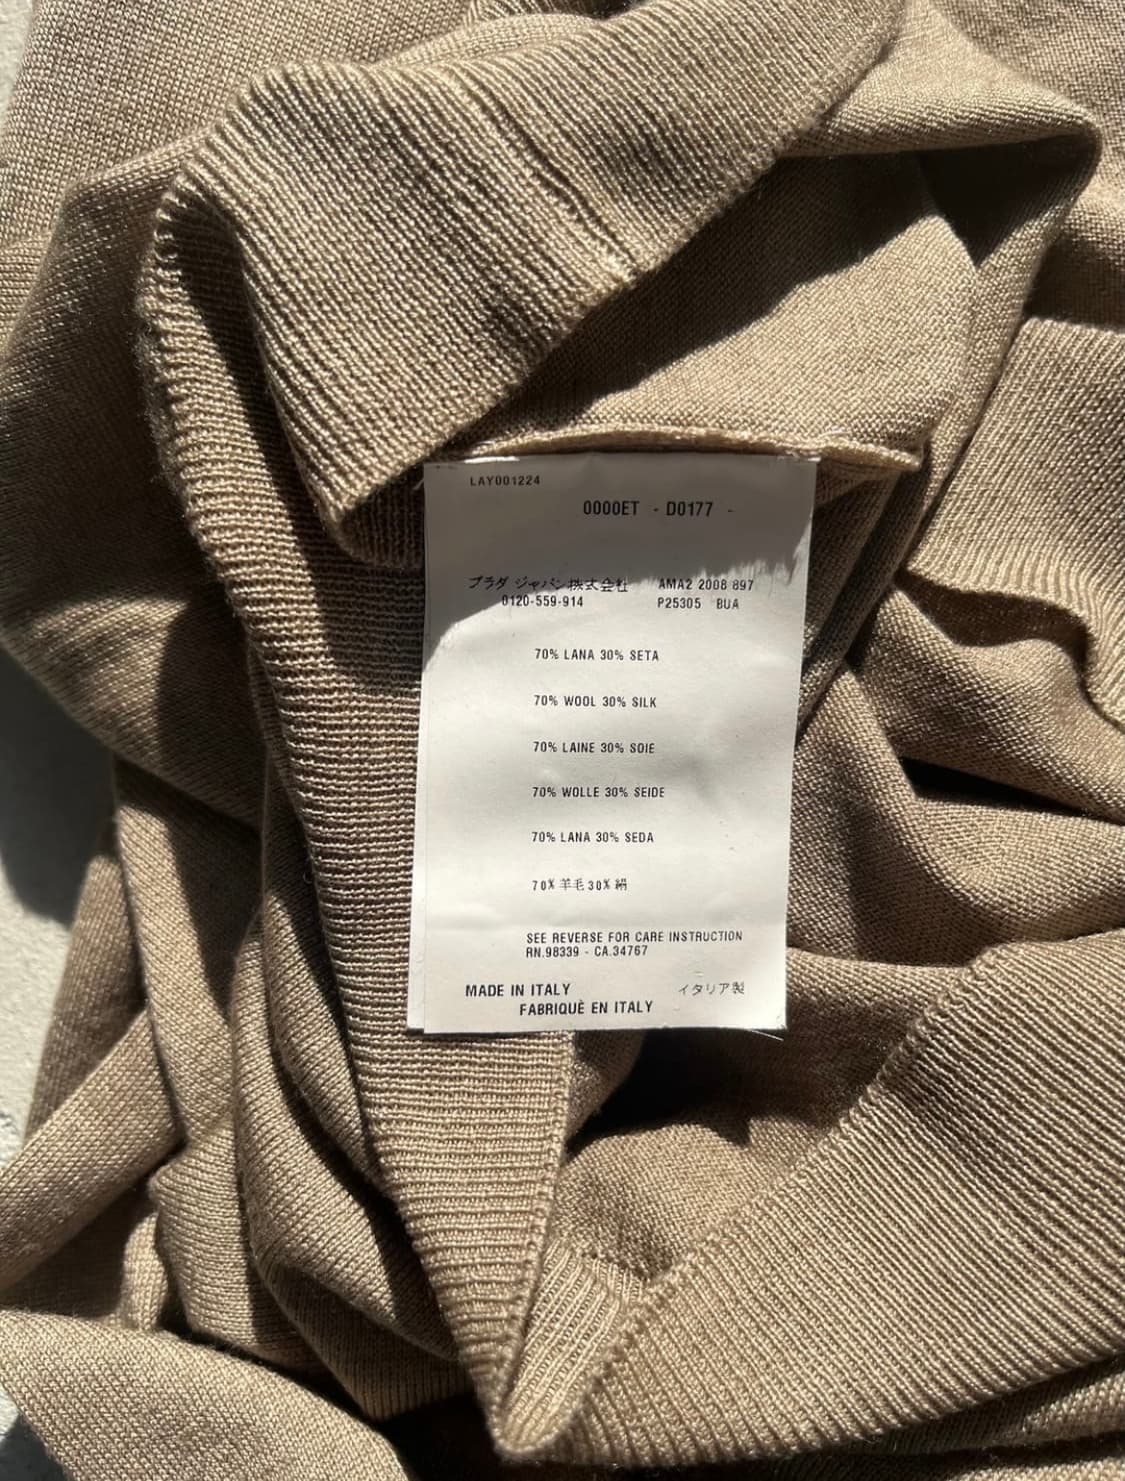 LAY001224
0000ET - D0177 -
プラダ ジャパン株式会社 AMA2 2008 897
0120-559-914 P25305 BUA
70% LANA 30% SETA
70% WOOL 30% SILK
70% LAINE 30% SOIE
70% WOLLE 30% SEIDE
70% LANA 30% SEDA
70% 羊毛 30% 絹
SEE REVERSE FOR CARE INSTRUCTION
RN.98339 - CA.34767
MADE IN ITALY イタリア製
FABRIQUÈ EN ITALY